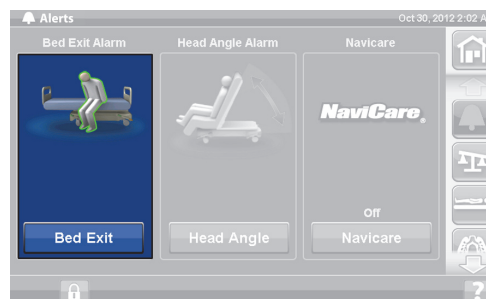 Alerts
Oct 30, 2012 2:02 A
Bed Exit Alarm
Head Angle Alarm
Navicare
NaviCare®
Off
Bed Exit
Head Angle
Navicare
?